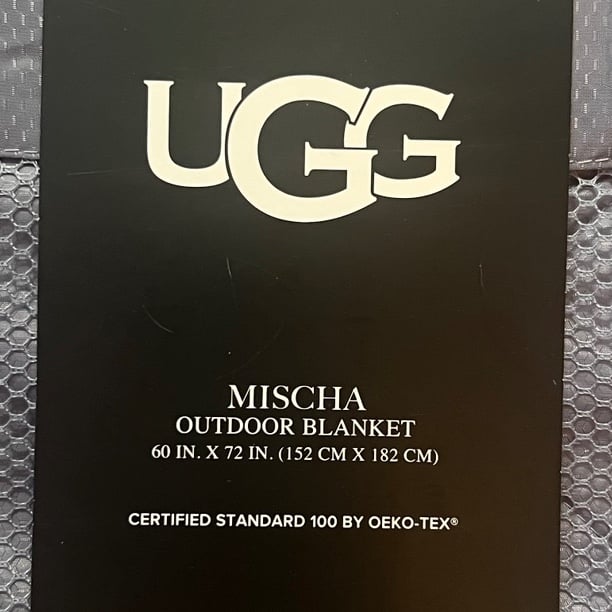 UGG
MISCHA
OUTDOOR BLANKET
60 IN. X 72 IN. (152 CM X 182 CM)
CERTIFIED STANDARD 100 BY OEKO-TEX®